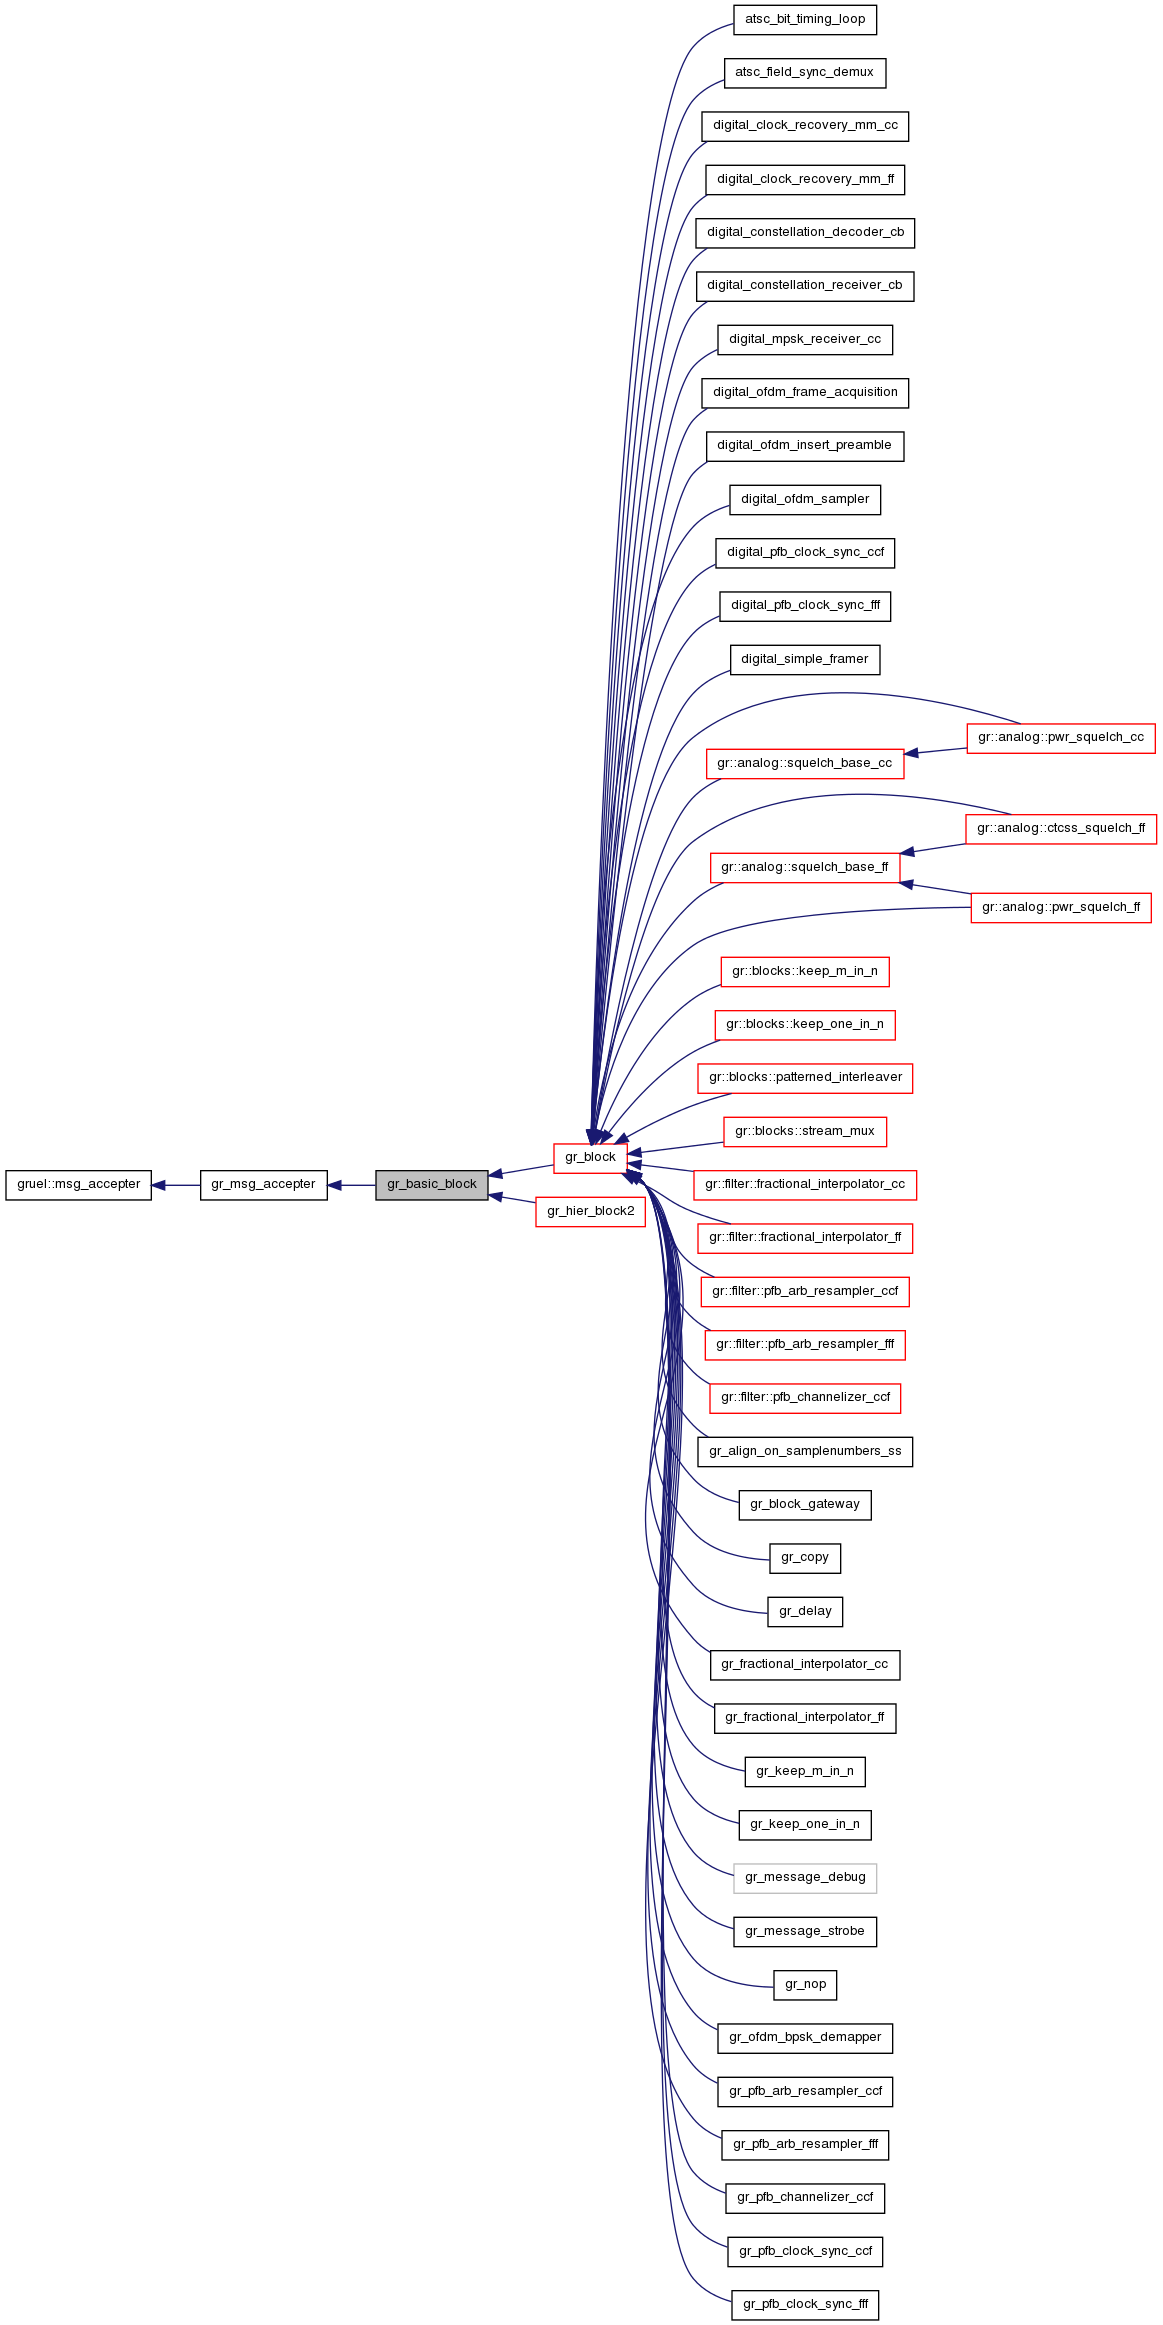 atsc_bit_timing_loop
atsc_field_sync_demux
digital_clock_recovery_mm_cc
digital_clock_recovery_mm_ff
digital_constellation_decoder_cb
digital_constellation_receiver_cb
digital_mpsk_receiver_cc
digital_ofdm_frame_acquisition
digital_ofdm_insert_preamble
digital_ofdm_sampler
digital_pfb_clock_sync_ccf
digital_pfb_clock_sync_fff
digital_simple_framer
gr::analog::pwr_squelch_cc
gr::analog::squelch_base_cc
gr::analog::ctcss_squelch_ff
gr::analog::squelch_base_ff
gr::analog::pwr_squelch_ff
gr::blocks::keep_m_in_n
gr::blocks::keep_one_in_n
gr::blocks::patterned_interleaver
gr::blocks::stream_mux
gr_block
gruel::msg_accepter
gr_msg_accepter
gr_basic_block
gr::filter::fractional_interpolator_cc
gr_hier_block2
gr::filter::fractional_interpolator_ff
gr::filter::pfb_arb_resampler_ccf
gr::filter::pfb_arb_resampler_fff
gr::filter::pfb_channelizer_ccf
gr_align_on_samplenumbers_ss
gr_block_gateway
gr_copy
gr_delay
gr_fractional_interpolator_cc
gr_fractional_interpolator_ff
gr_keep_m_in_n
gr_keep_one_in_n
gr_message_debug
gr_message_strobe
gr_nop
gr_ofdm_bpsk_demapper
gr_pfb_arb_resampler_ccf
gr_pfb_arb_resampler_fff
gr_pfb_channelizer_ccf
gr_pfb_clock_sync_ccf
gr_pfb_clock_sync_fff